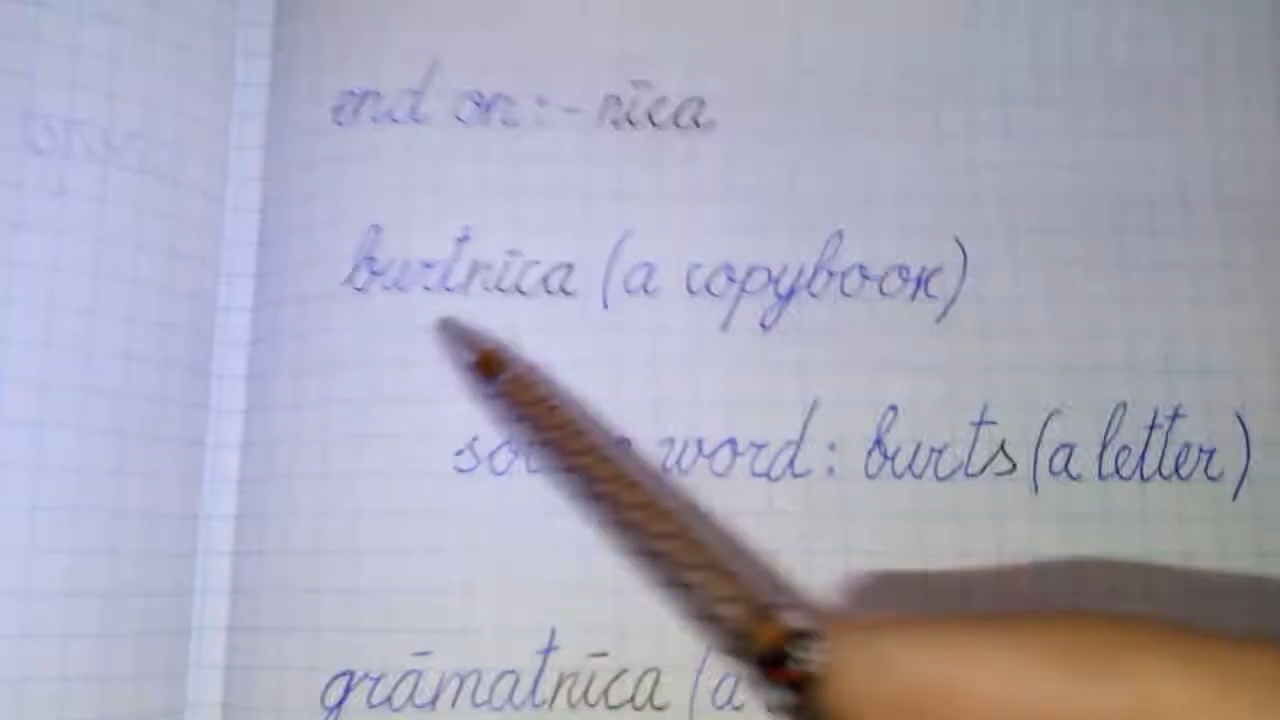 end on: -nīca
burtnīca (a copybook)
word: burts (a letter)
grāmatnīca (a